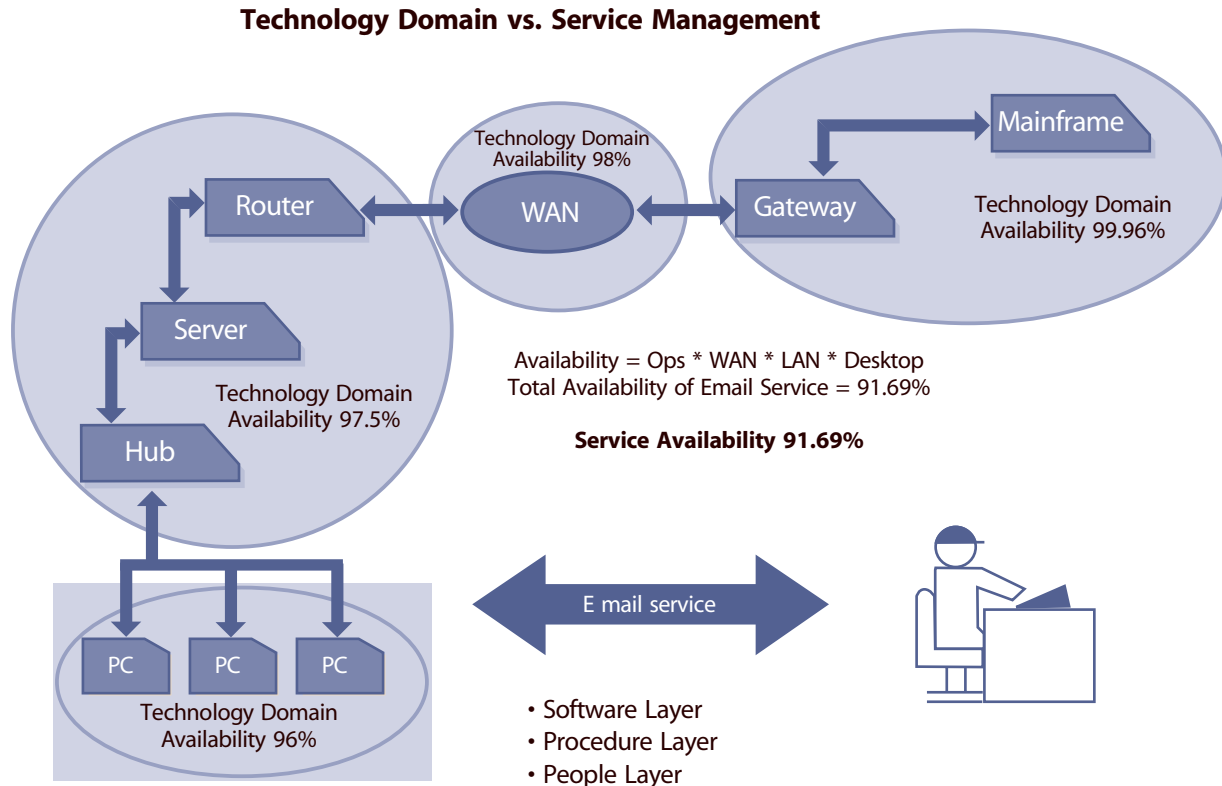 Technology Domain vs. Service Management
Mainframe
Technology Domain
Availability 98%
Router
WAN
Gateway
Technology Domain
Availability 99.96%
Server
Availability = Ops * WAN * LAN * Desktop
Total Availability of Email Service = 91.69%
Technology Domain
Availability 97.5%
Service Availability 91.69%
Hub
E mail service
PC
PC
PC
Technology Domain
Availability 96%
• Software Layer
• Procedure Layer
• People Layer